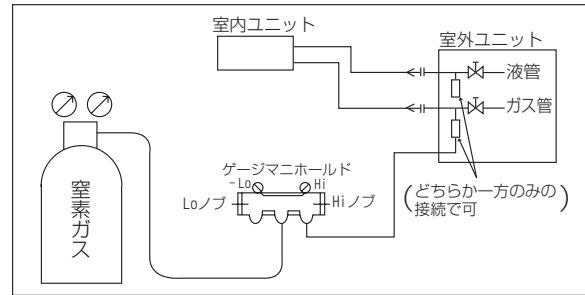 室内ユニット
室外ユニット
液管
ガス管
ゲージマニホールド
-Lo
Hi
Loノブ
Hiノブ
(どちらか一方のみの
接続で可)
窒素ガス